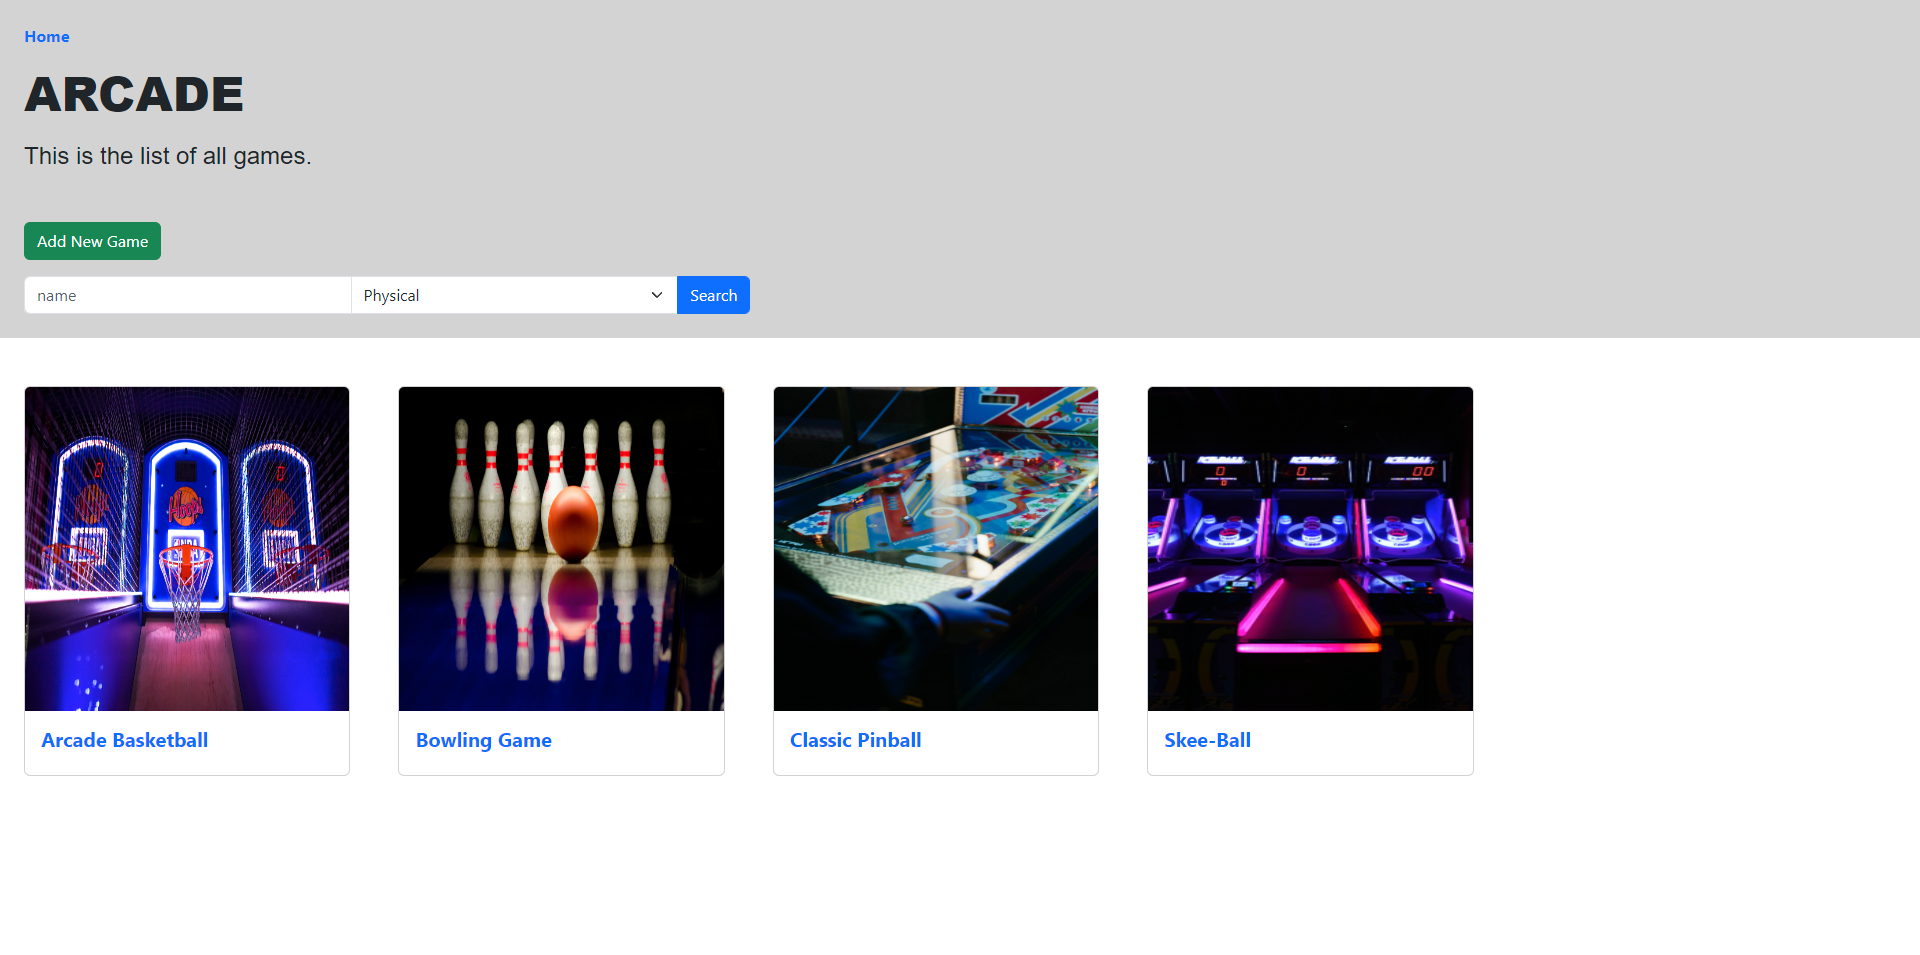 Home
ARCADE
This is the list of all games.
Add New Game
name
Physical
Search
Arcade Basketball
Bowling Game
Classic Pinball
Skee-Ball